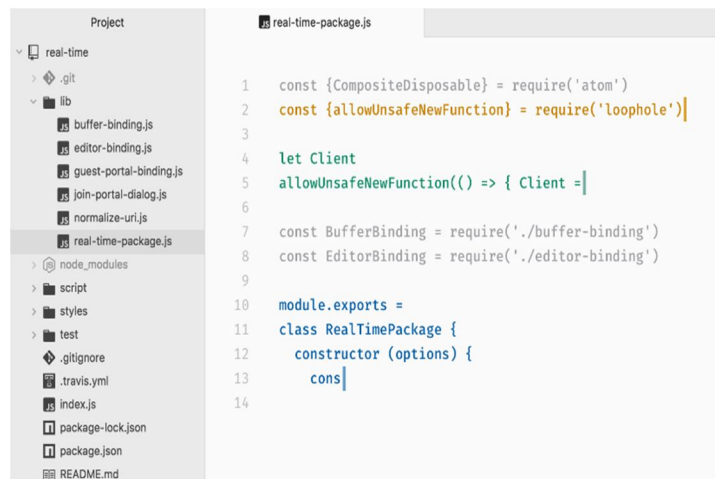 Project
real-time
.git
lib
buffer-binding.js
editor-binding.js
guest-portal-binding.js
join-portal-dialog.js
normalize-uri.js
real-time-package.js
node_modules
script
styles
test
.gitignore
.travis.yml
index.js
package-lock.json
package.json
README.md
real-time-package.js
1 const {CompositeDisposable} = require('atom')
2 const {allowUnsafeNewFunction} = require('loophole')
3
4 let Client
5 allowUnsafeNewFunction(() => { Client =
6
7 const BufferBinding = require('./buffer-binding')
8 const EditorBinding = require('./editor-binding')
9
10 module.exports =
11 class RealTimePackage {
12 constructor (options) {
13 cons
14